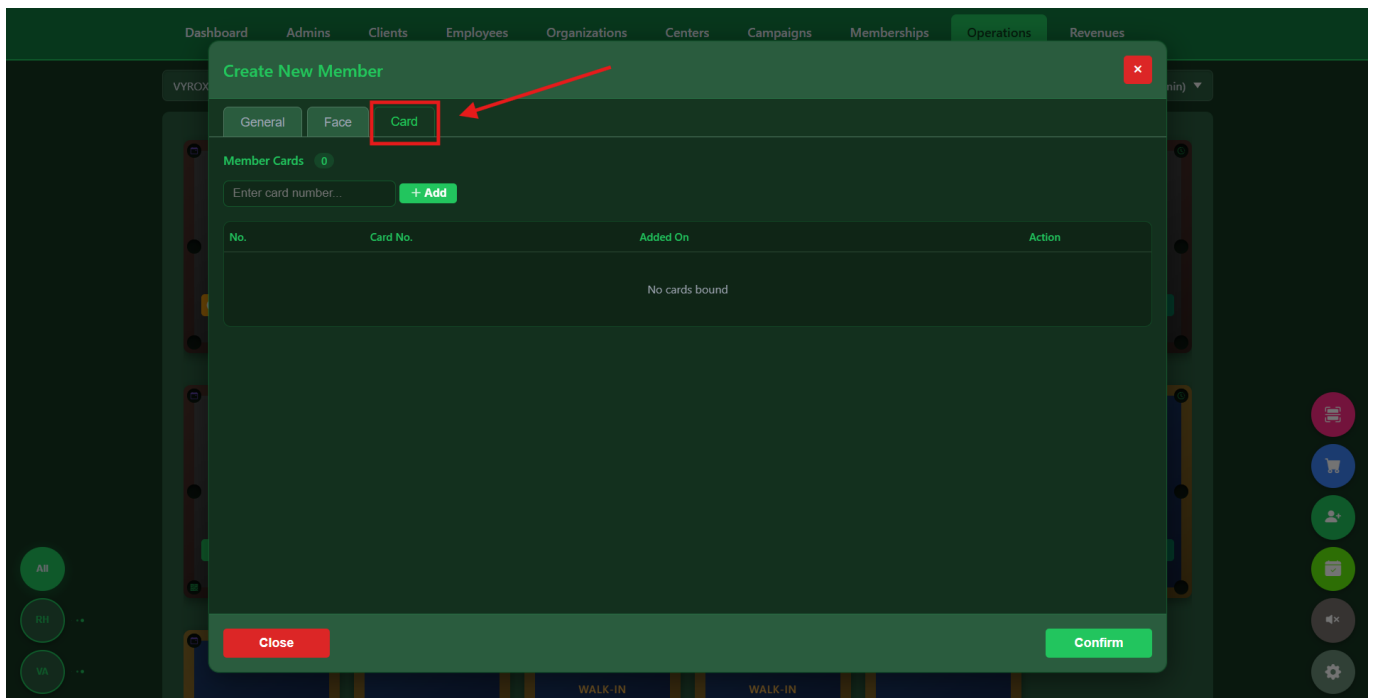 Dashboard Admins Clients Employees Organizations Centers Campaigns Memberships Operations Revenues
Create New Member
×
VYROX
min)
General Face Card
Member Cards 0
Enter card number...
+ Add
No. Card No. Added On Action
No cards bound
All
RH
VA
Close
Confirm
WALK-IN WALK-IN